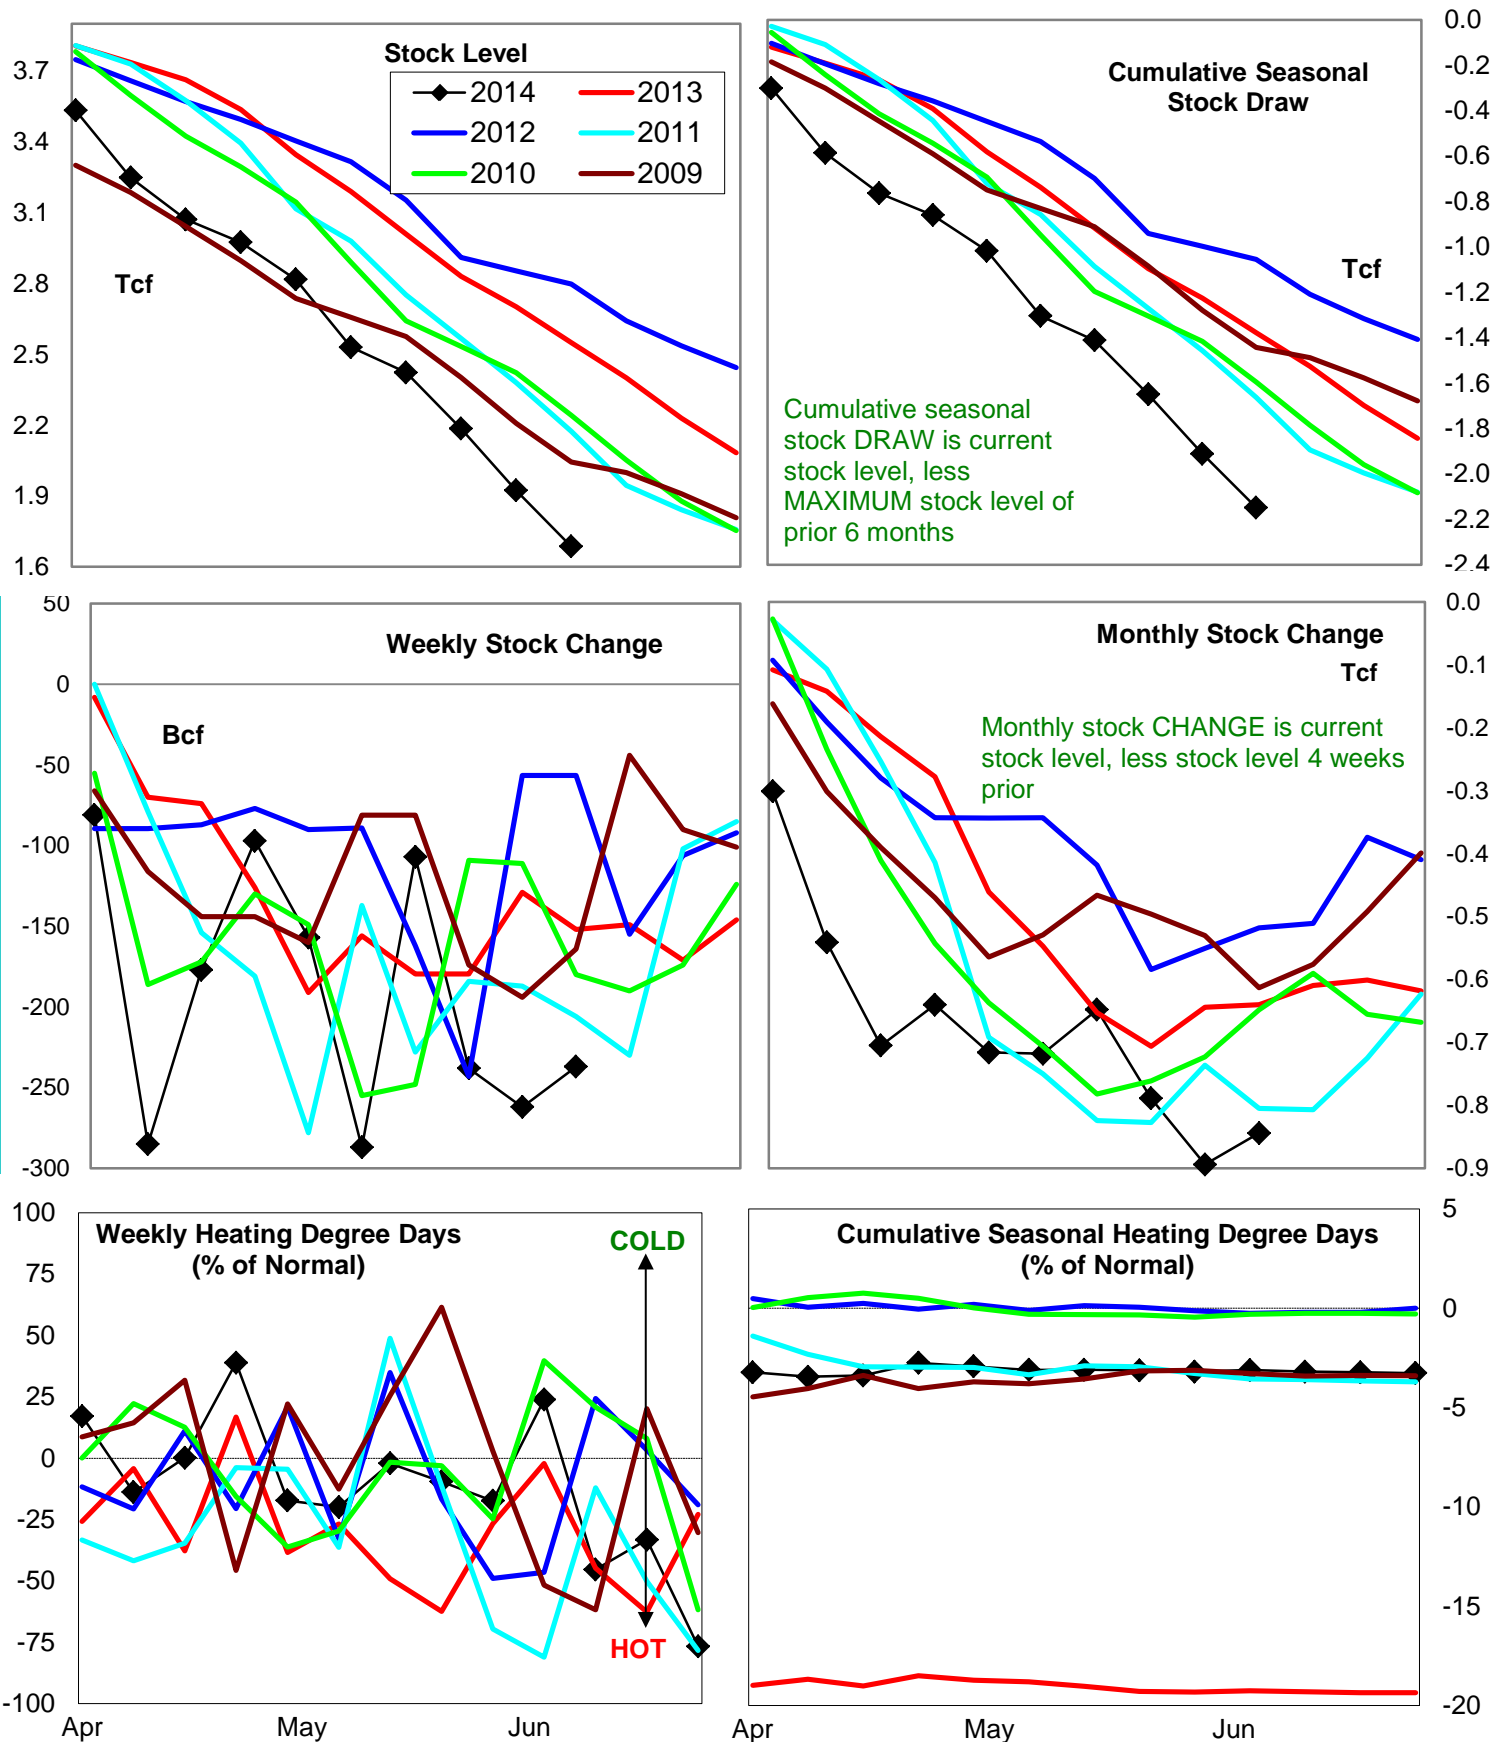 Stock Level
2014
2013
2012
2011
2010
2009
Tcf
3.7
3.4
3.1
2.8
2.5
2.2
1.9
1.6
Cumulative Seasonal
Stock Draw
Tcf
Cumulative seasonal
stock DRAW is current
stock level, less
MAXIMUM stock level of
prior 6 months
0.0
-0.2
-0.4
-0.6
-0.8
-1.0
-1.2
-1.4
-1.6
-1.8
-2.0
-2.2
-2.4
Weekly Stock Change
Bcf
50
0
-50
-100
-150
-200
-250
-300
Monthly Stock Change
Tcf
Monthly stock CHANGE is current
stock level, less stock level 4 weeks
prior
0.0
-0.1
-0.2
-0.3
-0.4
-0.5
-0.6
-0.7
-0.8
-0.9
Weekly Heating Degree Days
(% of Normal)
COLD
HOT
100
75
50
25
0
-25
-50
-75
-100
Apr
May
Jun
Cumulative Seasonal Heating Degree Days
(% of Normal)
5
0
-5
-10
-15
-20
Apr
May
Jun